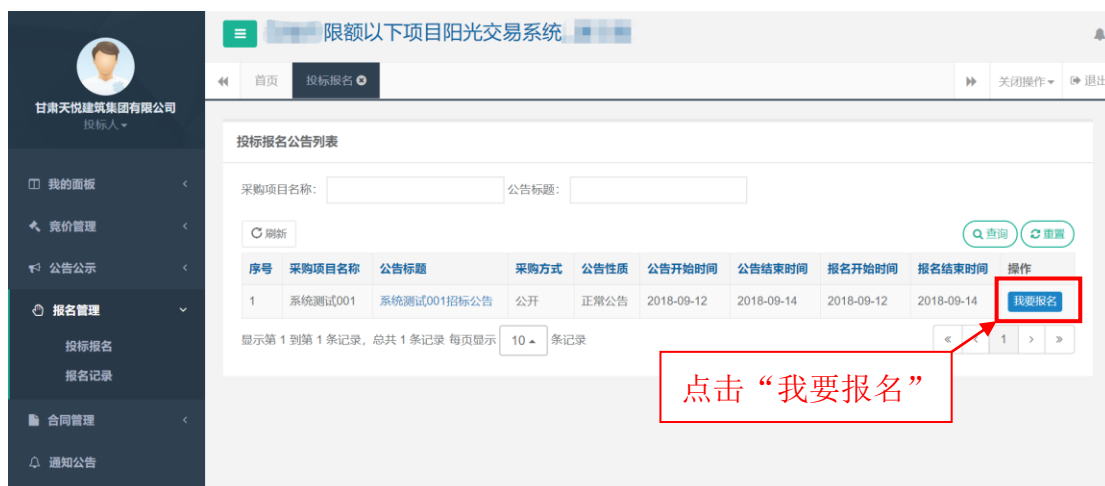 限额以下项目阳光交易系统
首页 投标报名 关闭操作 退出
甘肃天悦建筑集团有限公司
投标人
我的面板
竞价管理
公告公示
报名管理
投标报名
报名记录
合同管理
通知公告
投标报名公告列表
采购项目名称： 公告标题：
刷新 查询 重置
序号 采购项目名称 公告标题 采购方式 公告性质 公告开始时间 公告结束时间 报名开始时间 报名结束时间 操作
1 系统测试001 系统测试001招标公告 公开 正常公告 2018-09-12 2018-09-14 2018-09-12 2018-09-14 我要报名
显示第 1 到第 1 条记录，总共 1 条记录 每页显示 10 条记录 « ‹ 1 › »
点击“我要报名”